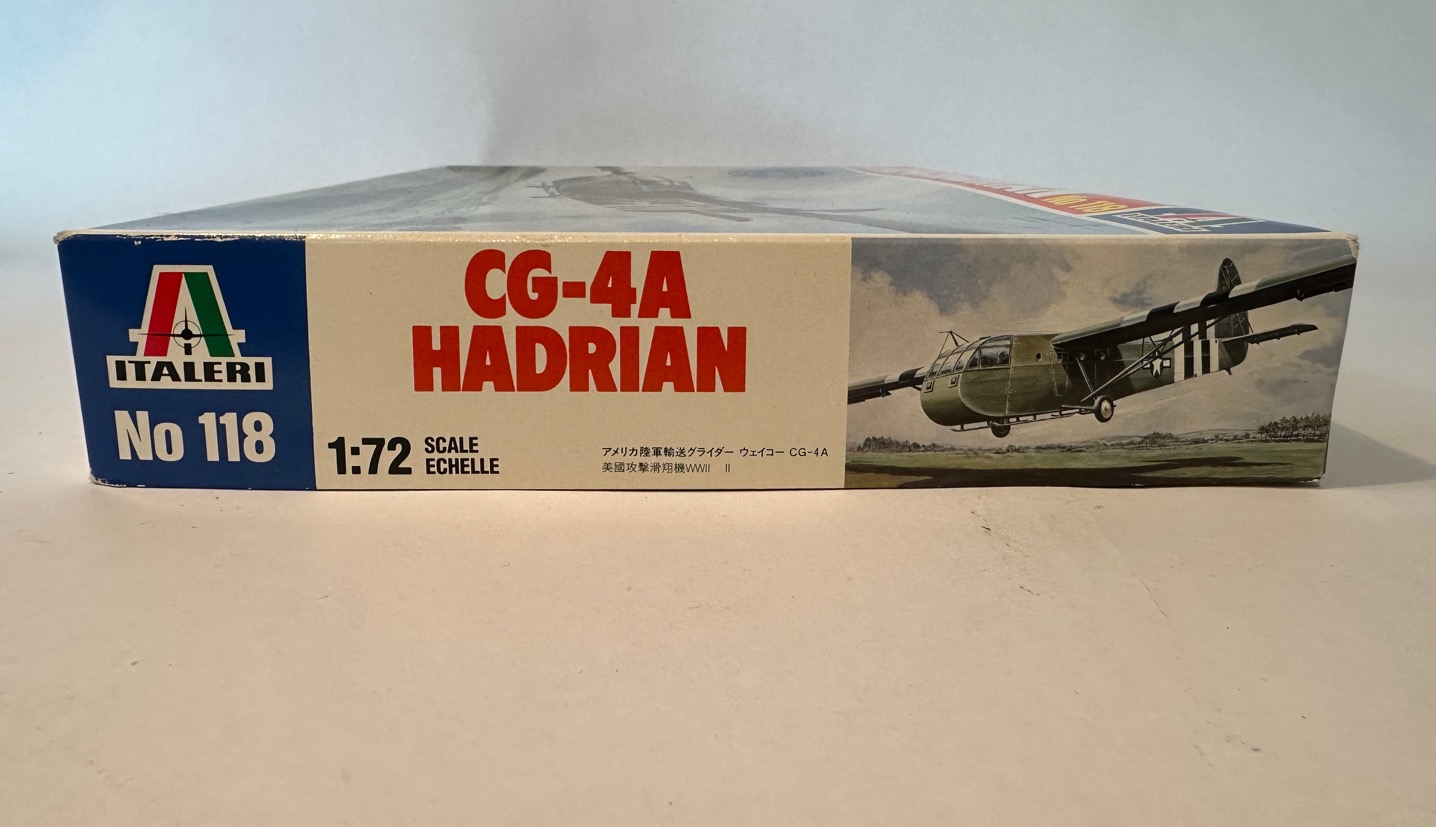 ITALERI
No 118
CG-4A
HADRIAN
1:72 SCALE
ECHELLE
アメリカ陸軍輸送グライダー ウェイコー CG-4A
美國攻擊滑翔機WWII II